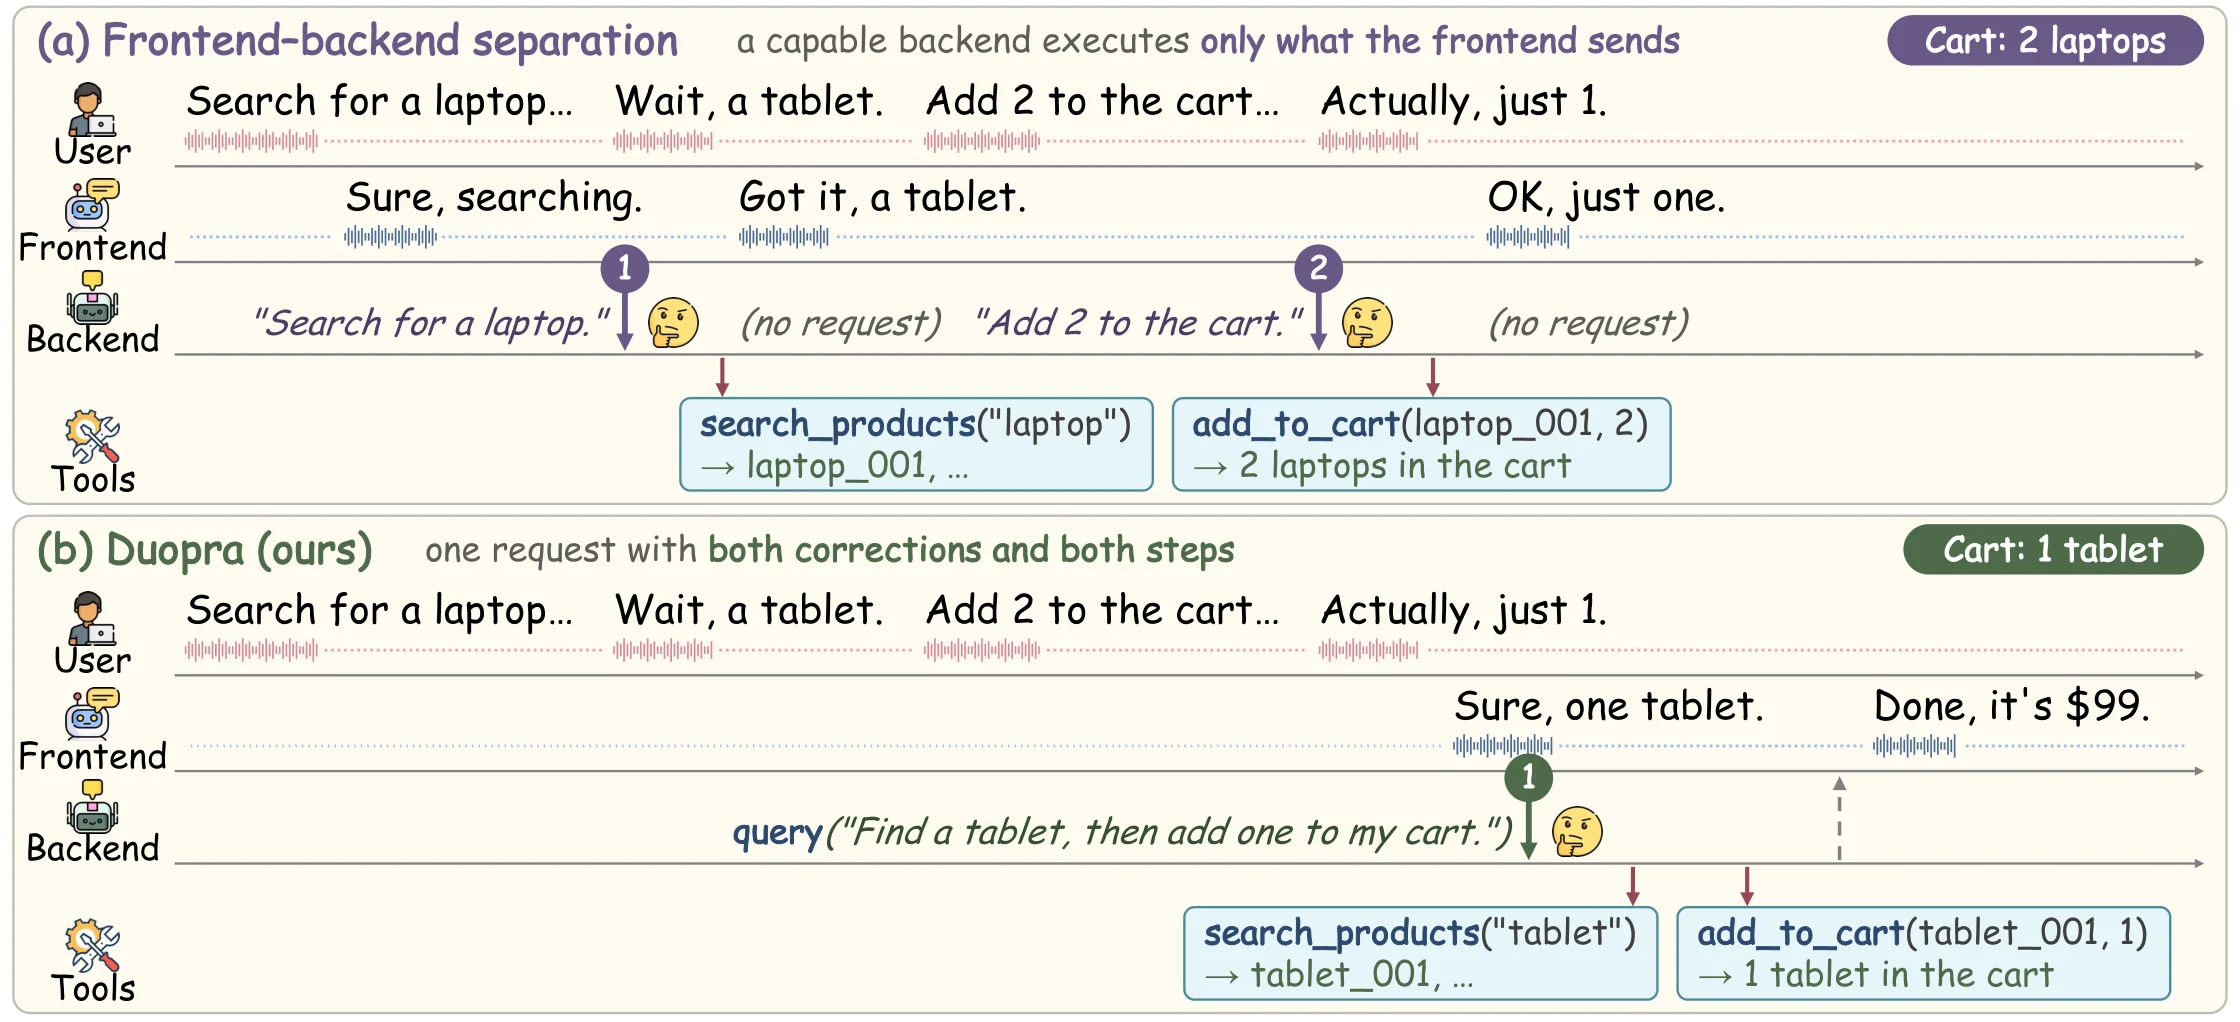 (a) Frontend–backend separation a capable backend executes only what the frontend sends Cart: 2 laptops
Search for a laptop... Wait, a tablet. Add 2 to the cart... Actually, just 1.
User
Sure, searching. Got it, a tablet. OK, just one.
Frontend
1 2
"Search for a laptop." (no request) "Add 2 to the cart." (no request)
Backend
search_products("laptop") add_to_cart(laptop_001, 2)
→ laptop_001, ... → 2 laptops in the cart
Tools
(b) Duopra (ours) one request with both corrections and both steps Cart: 1 tablet
Search for a laptop... Wait, a tablet. Add 2 to the cart... Actually, just 1.
User
Sure, one tablet. Done, it's $99.
Frontend
1
query("Find a tablet, then add one to my cart.")
Backend
search_products("tablet") add_to_cart(tablet_001, 1)
→ tablet_001, ... → 1 tablet in the cart
Tools